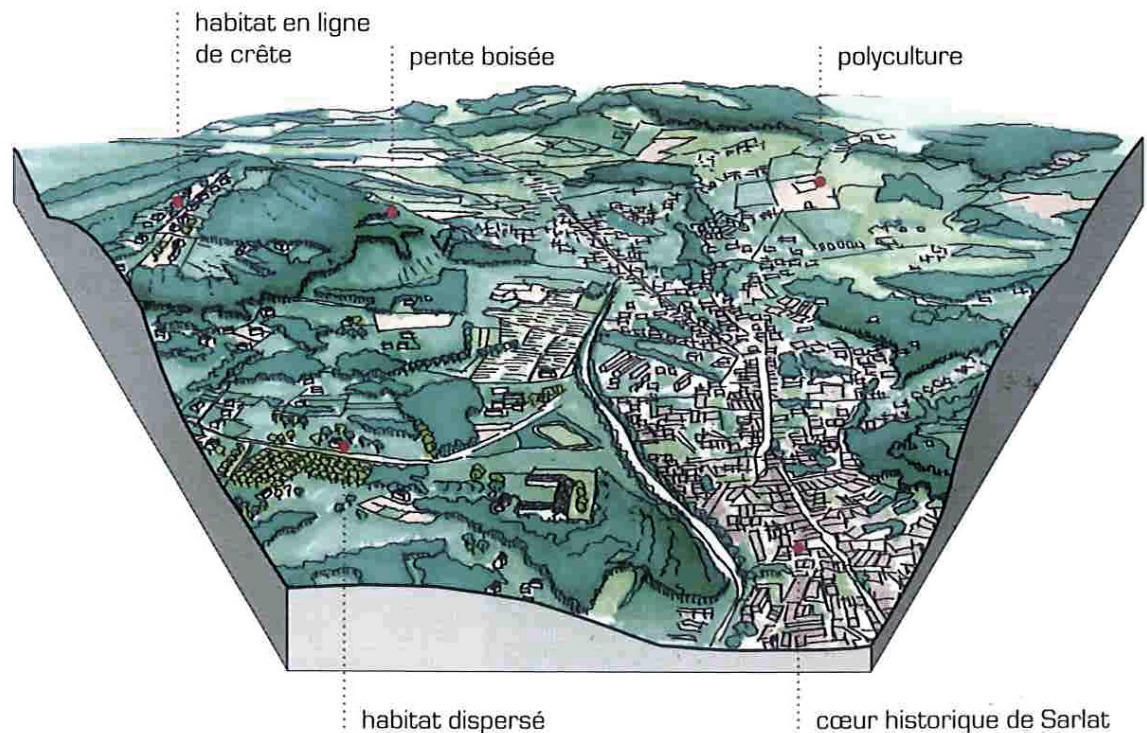 habitat en ligne
de crête
pente boisée
polyculture
habitat dispersé
cœur historique de Sarlat